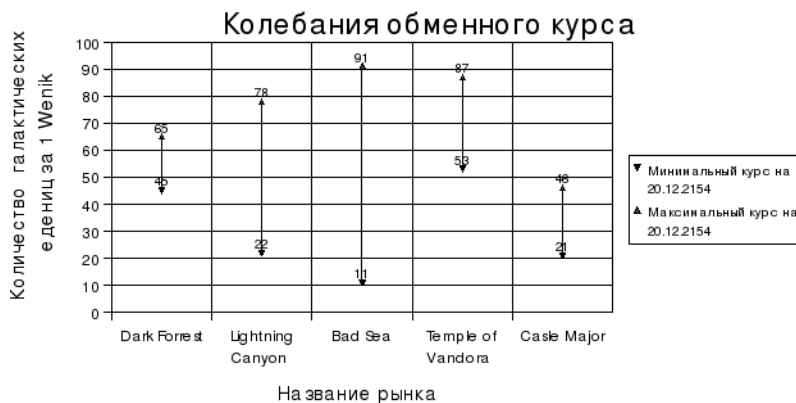 Колебания обменного курса
Количество галактических
едениц за 1 Wenik
100
90
80
70
60
50
40
30
20
10
0
65
45
78
22
91
11
87
53
46
21
Dark Forrest
Lightning
Canyon
Bad Sea
Temple of
Vandora
Casle Major
Название рынка
Минимальный курс на
20.12.2154
Максимальный курс на
20.12.2154